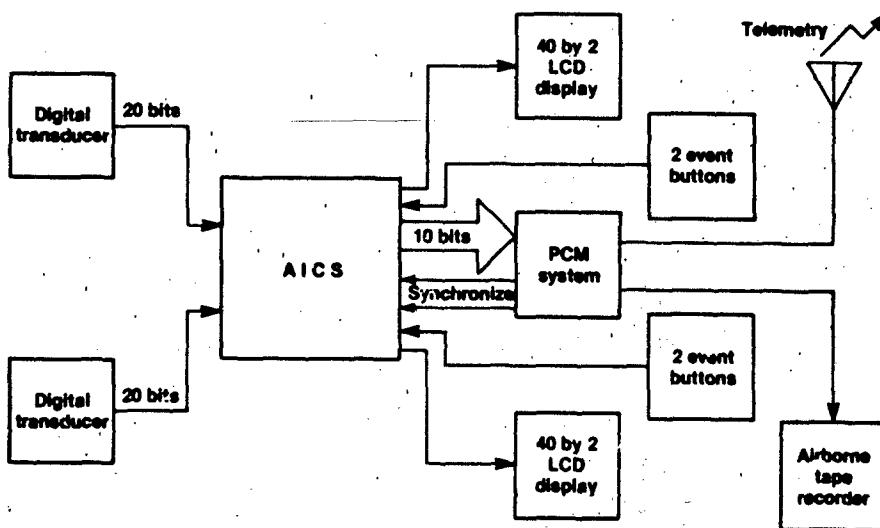 Telemetry
40 by 2
LCD
display
Digital
transducer
20 bits
2 event
buttons
AICS
10 bits
PCM
system
Synchronize
2 event
buttons
Digital
transducer
20 bits
40 by 2
LCD
display
Airborne
tape
recorder